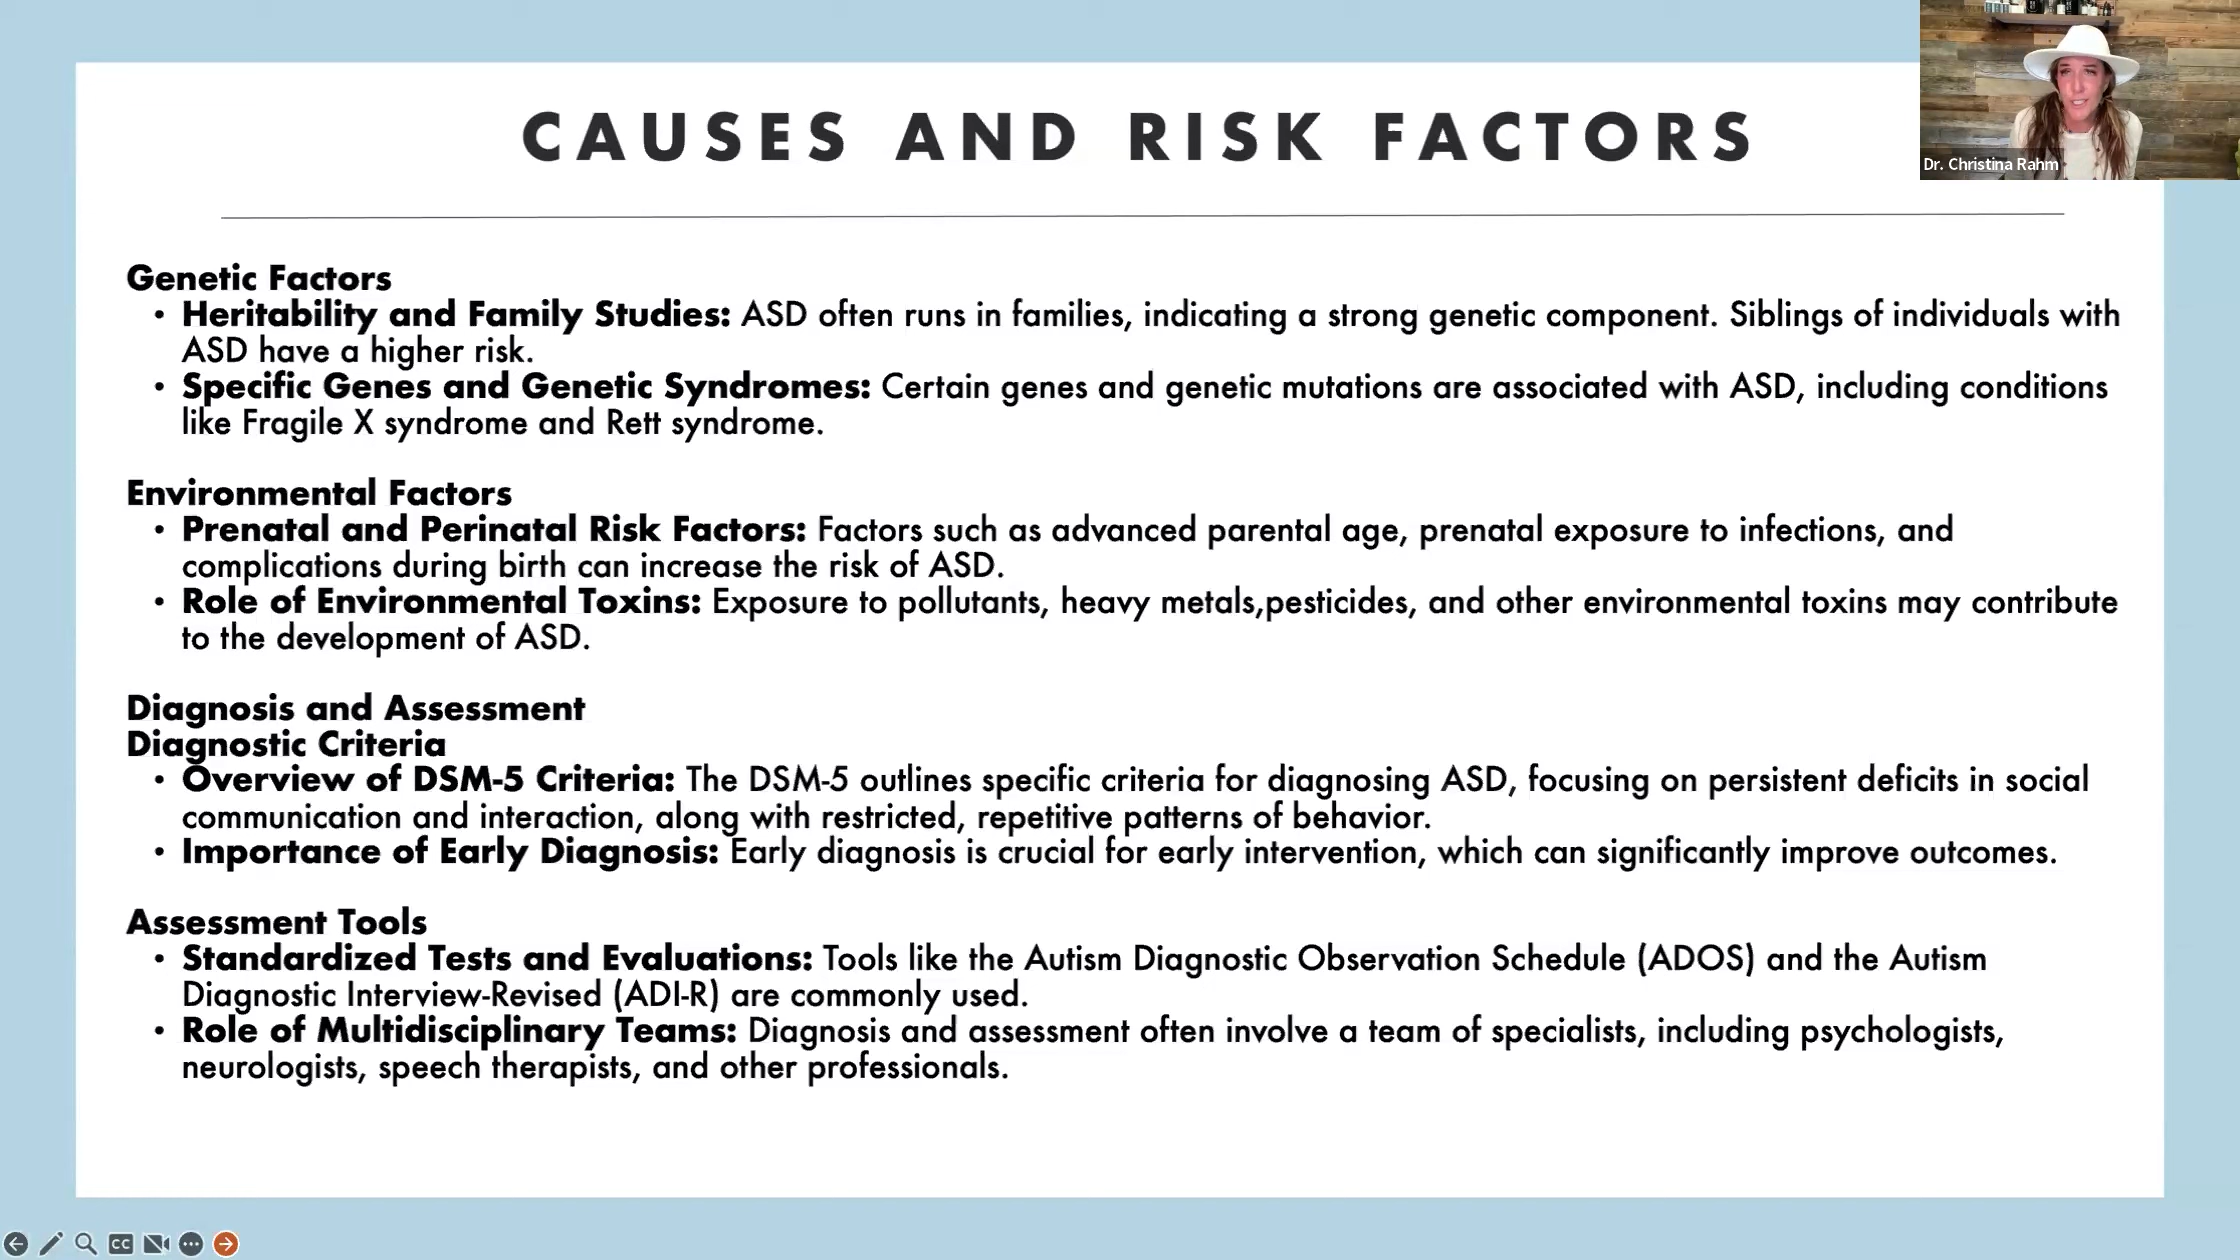 CAUSES AND RISK FACTORS
Dr. Christina Rahm
Genetic Factors
• Heritability and Family Studies: ASD often runs in families, indicating a strong genetic component. Siblings of individuals with
ASD have a higher risk.
• Specific Genes and Genetic Syndromes: Certain genes and genetic mutations are associated with ASD, including conditions
like Fragile X syndrome and Rett syndrome.
Environmental Factors
• Prenatal and Perinatal Risk Factors: Factors such as advanced parental age, prenatal exposure to infections, and
complications during birth can increase the risk of ASD.
• Role of Environmental Toxins: Exposure to pollutants, heavy metals,pesticides, and other environmental toxins may contribute
to the development of ASD.
Diagnosis and Assessment
Diagnostic Criteria
• Overview of DSM-5 Criteria: The DSM-5 outlines specific criteria for diagnosing ASD, focusing on persistent deficits in social
communication and interaction, along with restricted, repetitive patterns of behavior.
• Importance of Early Diagnosis: Early diagnosis is crucial for early intervention, which can significantly improve outcomes.
Assessment Tools
• Standardized Tests and Evaluations: Tools like the Autism Diagnostic Observation Schedule (ADOS) and the Autism
Diagnostic Interview-Revised (ADI-R) are commonly used.
• Role of Multidisciplinary Teams: Diagnosis and assessment often involve a team of specialists, including psychologists,
neurologists, speech therapists, and other professionals.
CC